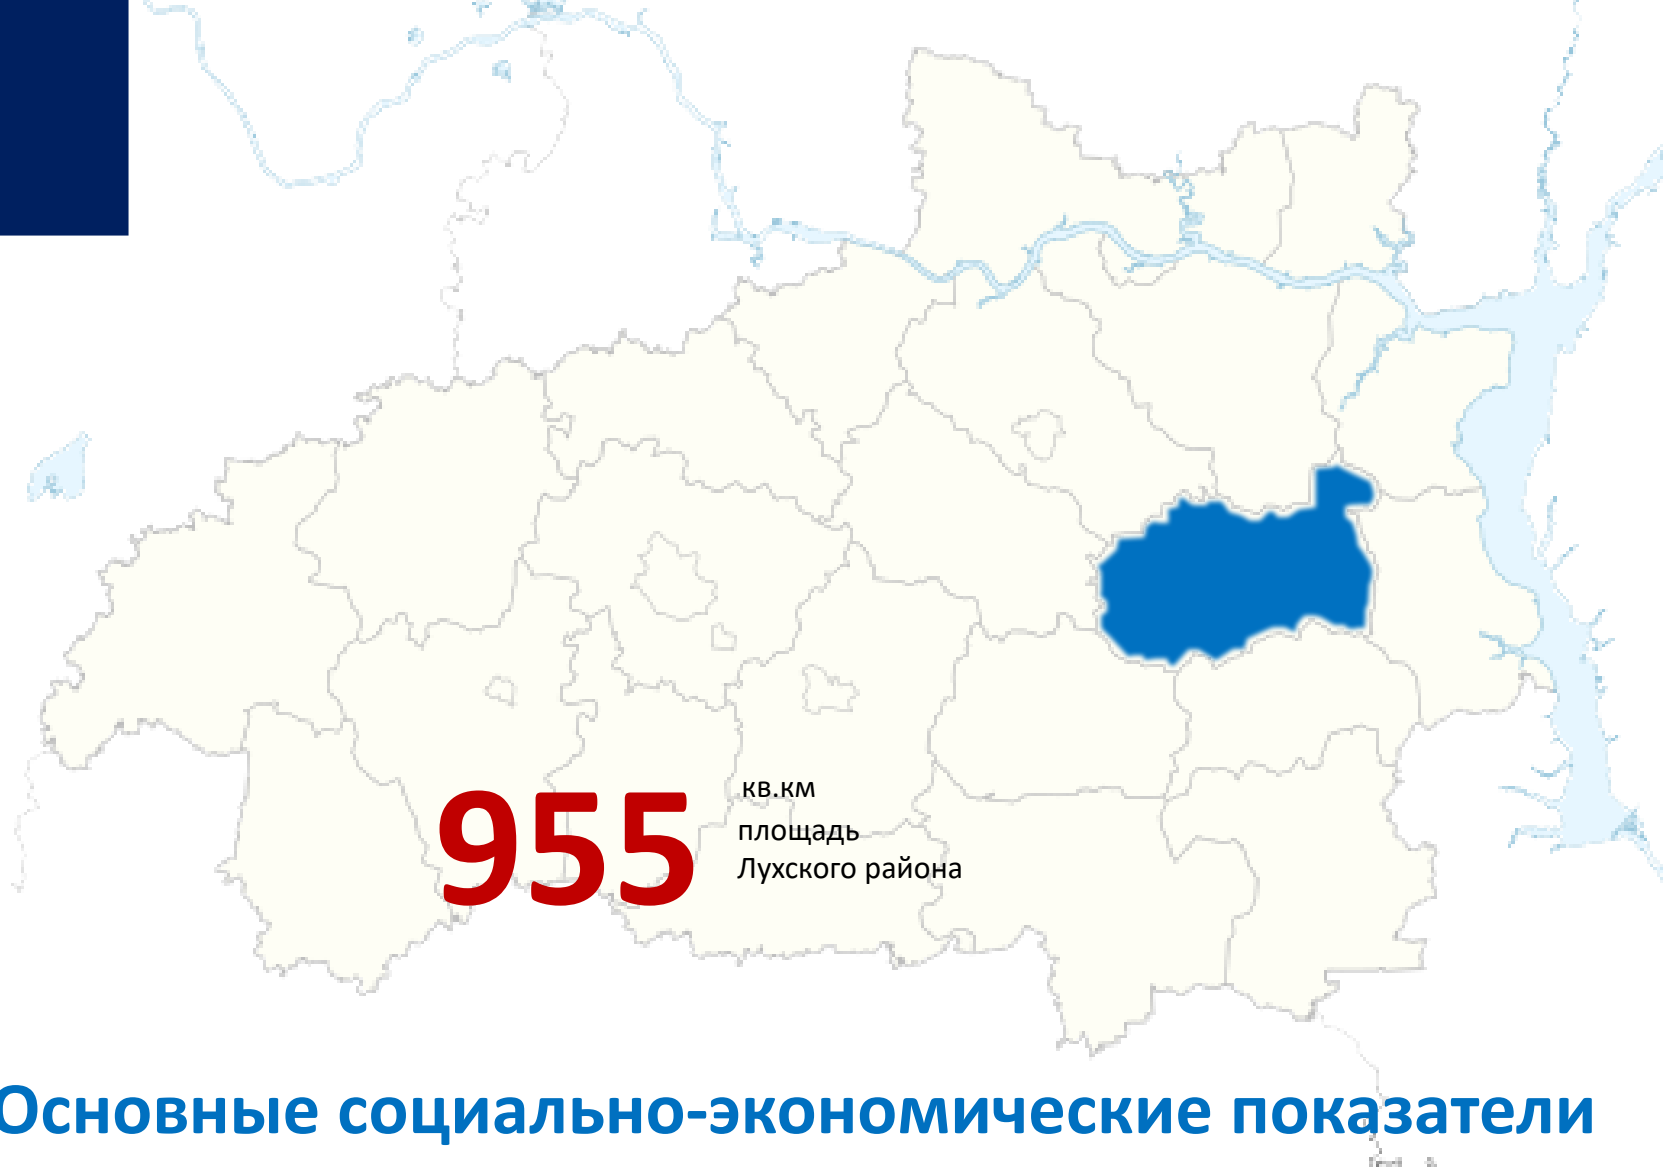 955
кв.км
площадь
Лухского района
Основные социально-экономические показатели